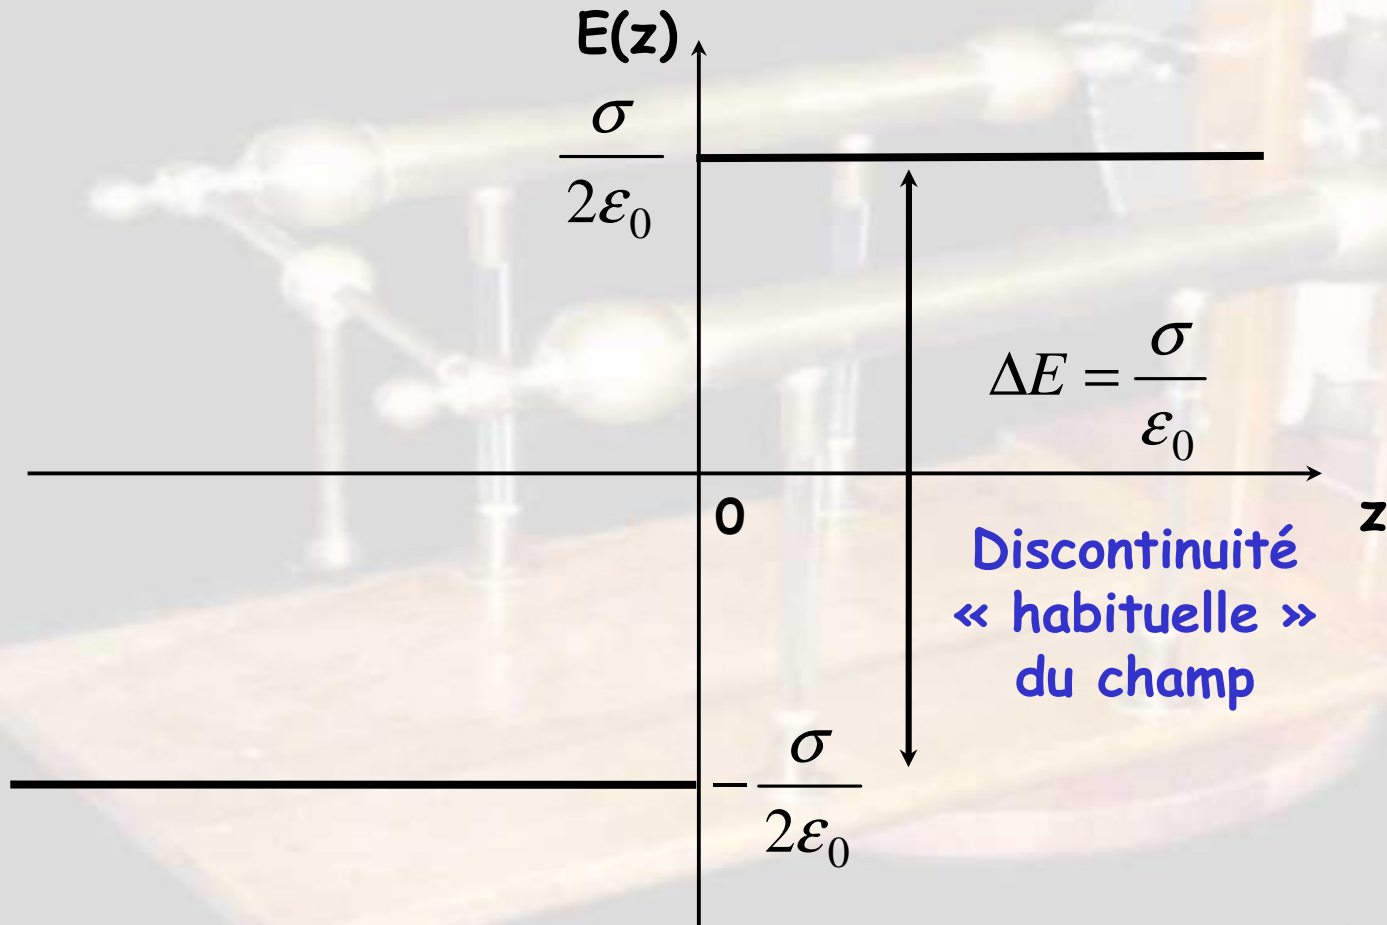 E(z)
σ
2ε₀
ΔE = σ
ε₀
0
z
Discontinuité
« habituelle »
du champ
− σ
2ε₀